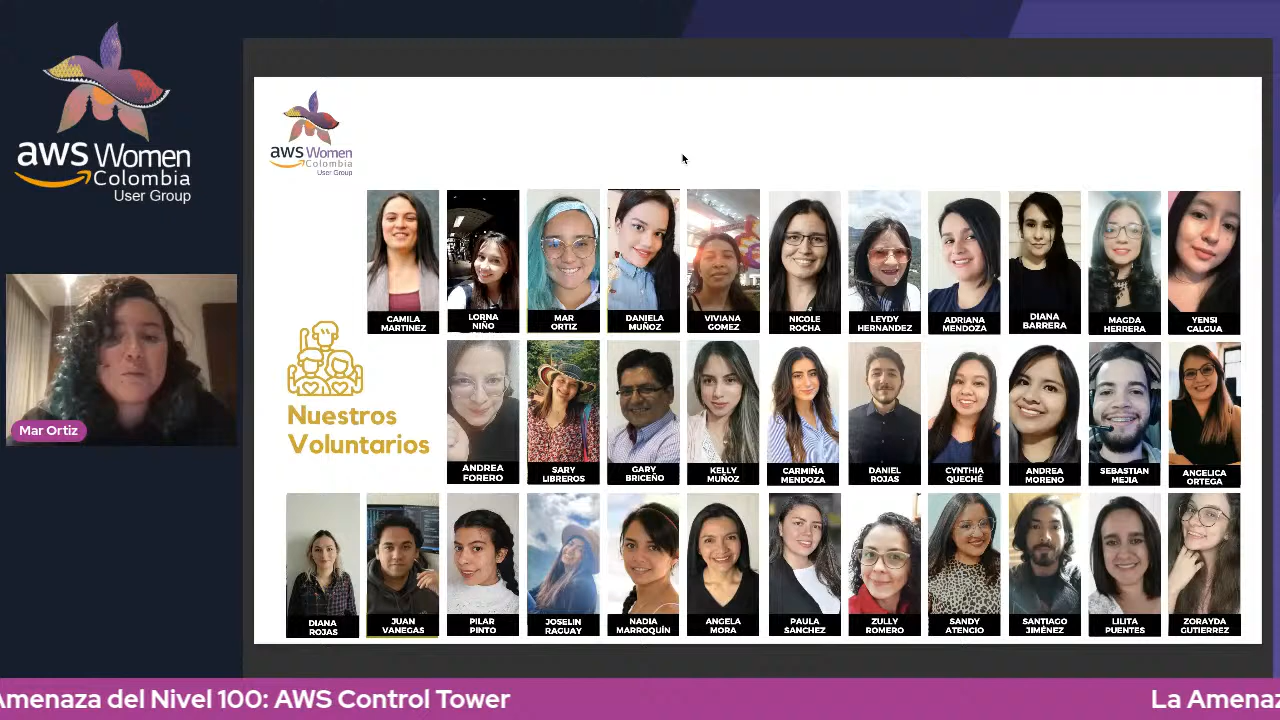 aws Women
Colombia
User Group
Mar Ortiz
aws Women
Colombia
User Group
Nuestros
Voluntarios
CAMILA
MARTINEZ
LORNA
NIÑO
MAR
ORTIZ
DANIELA
MUÑOZ
VIVIANA
GOMEZ
NICOLE
ROCHA
LEYDY
HERNANDEZ
ADRIANA
MENDOZA
DIANA
BARRERA
MAGDA
HERRERA
YENSI
CALGUA
ANDREA
FORERO
SARY
LIBREROS
GARY
BRICEÑO
KELLY
MUÑOZ
CARMIÑA
MENDOZA
DANIEL
ROJAS
CYNTHIA
QUECHÉ
ANDREA
MORENO
SEBASTIAN
MEJIA
ANGELICA
ORTEGA
DIANA
ROJAS
JUAN
VANEGAS
PILAR
PINTO
JOSELIN
RAGUAY
NADIA
MARROQUÍN
ANGELA
MORA
PAULA
SANCHEZ
ZULLY
ROMERO
SANDY
ATENCIO
SANTIAGO
JIMÉNEZ
LILITA
PUENTES
ZORAYDA
GUTIERREZ
Amenaza del Nivel 100: AWS Control Tower
La Amenaz